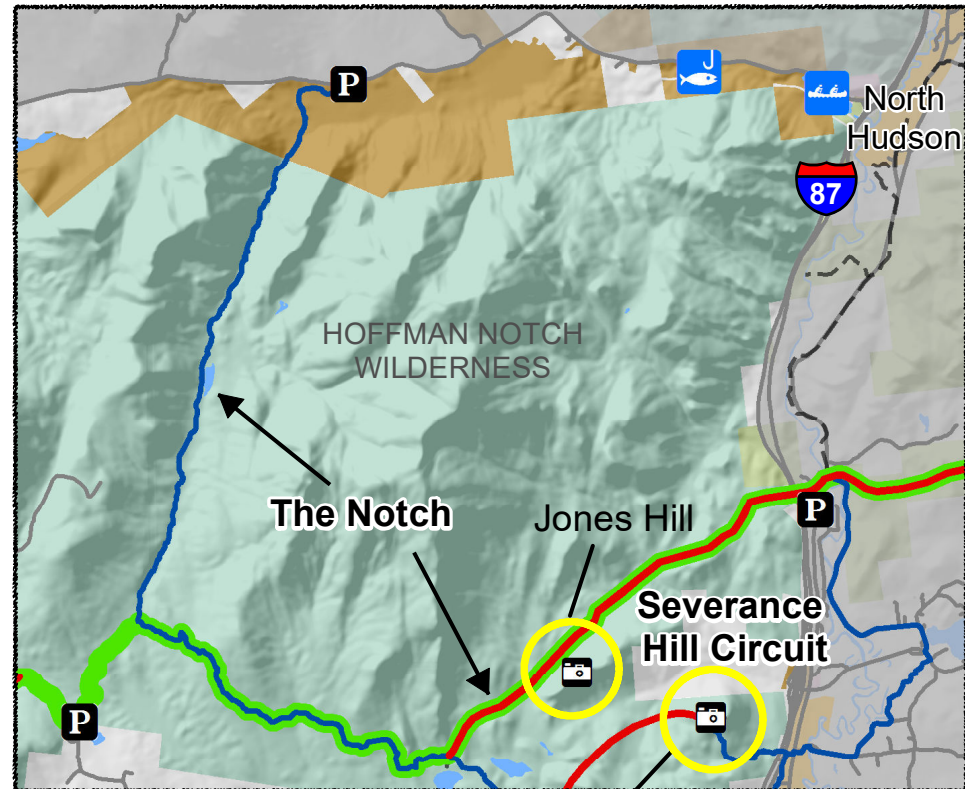 P
North
Hudson
87
HOFFMAN NOTCH
WILDERNESS
The Notch
Jones Hill
P
Severance
Hill Circuit
P